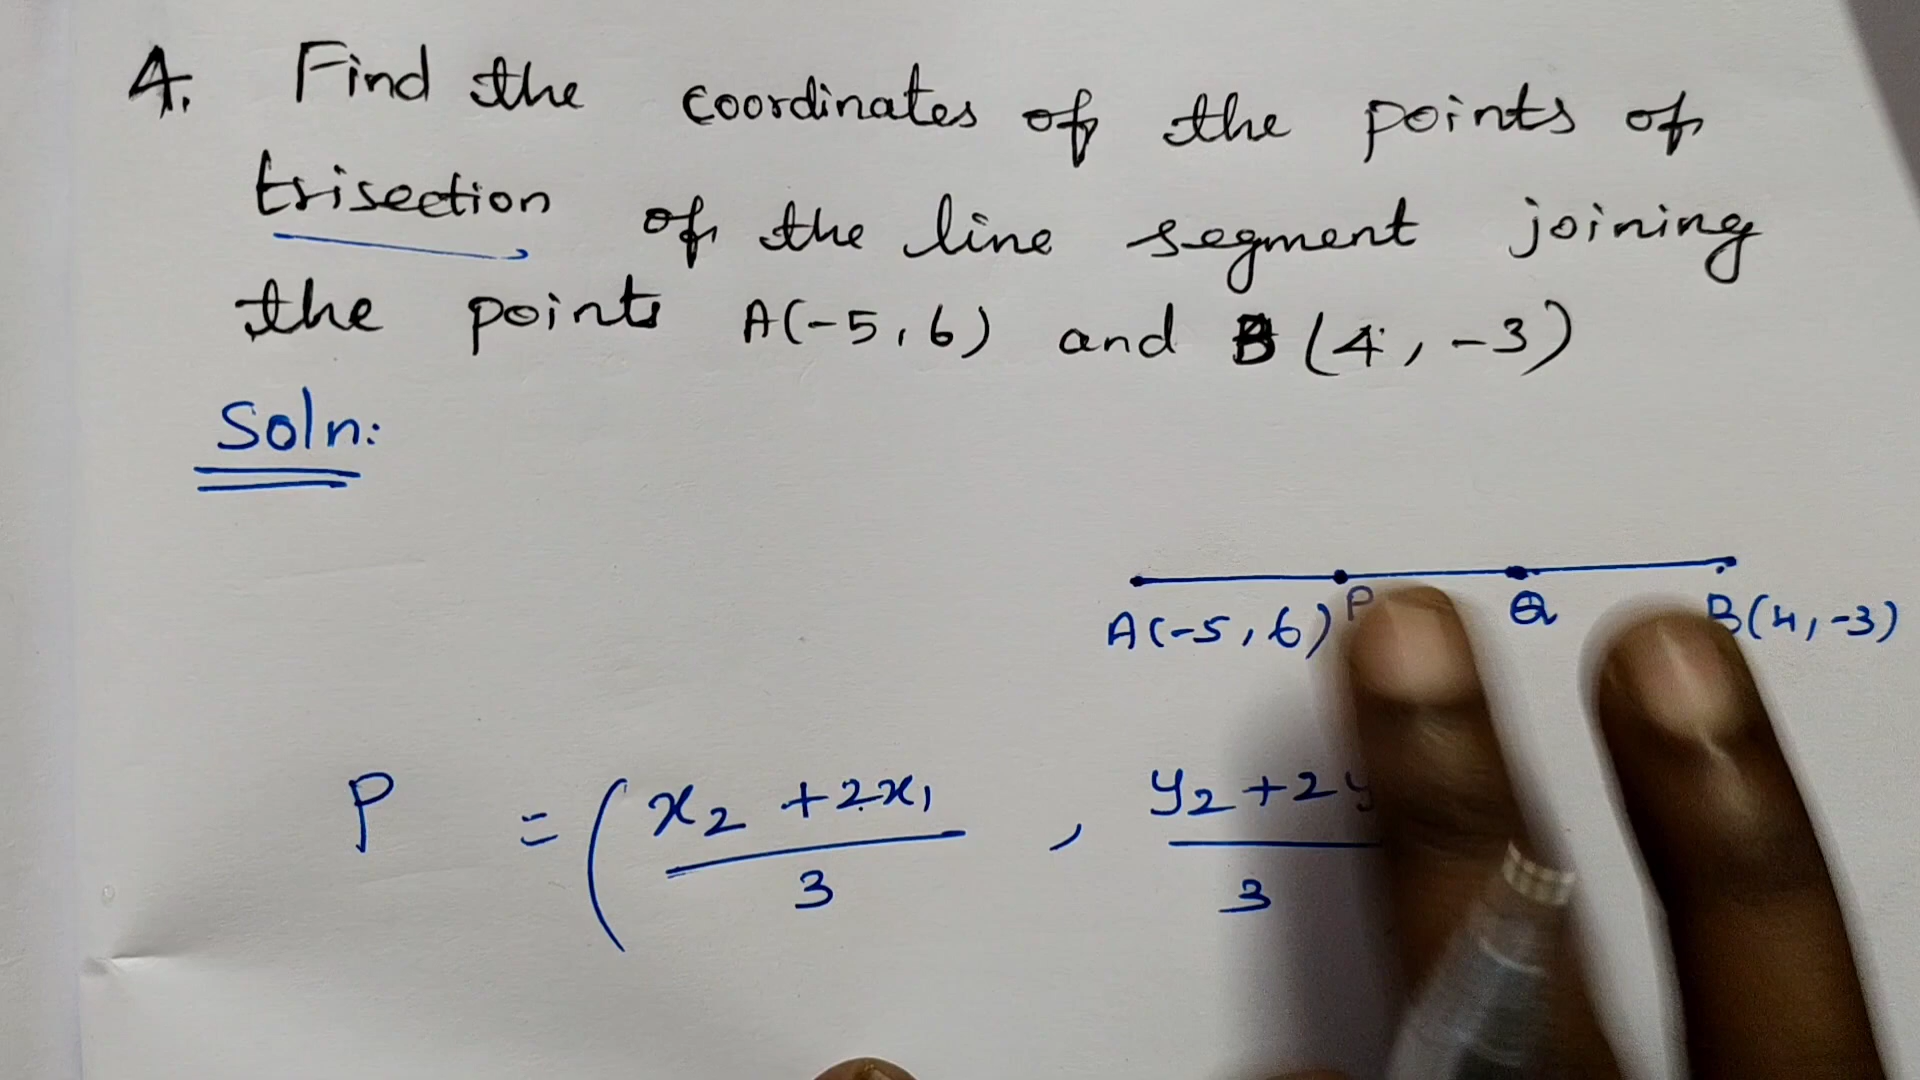 4. Find the coordinates of the points of
trisection of the line segment joining
the points A(-5,6) and B(4,-3)
Soln:
A(-5,6) P Q B(4,-3)
P = ( x₂ + 2x₁ / 3 , y₂ + 2y / 3